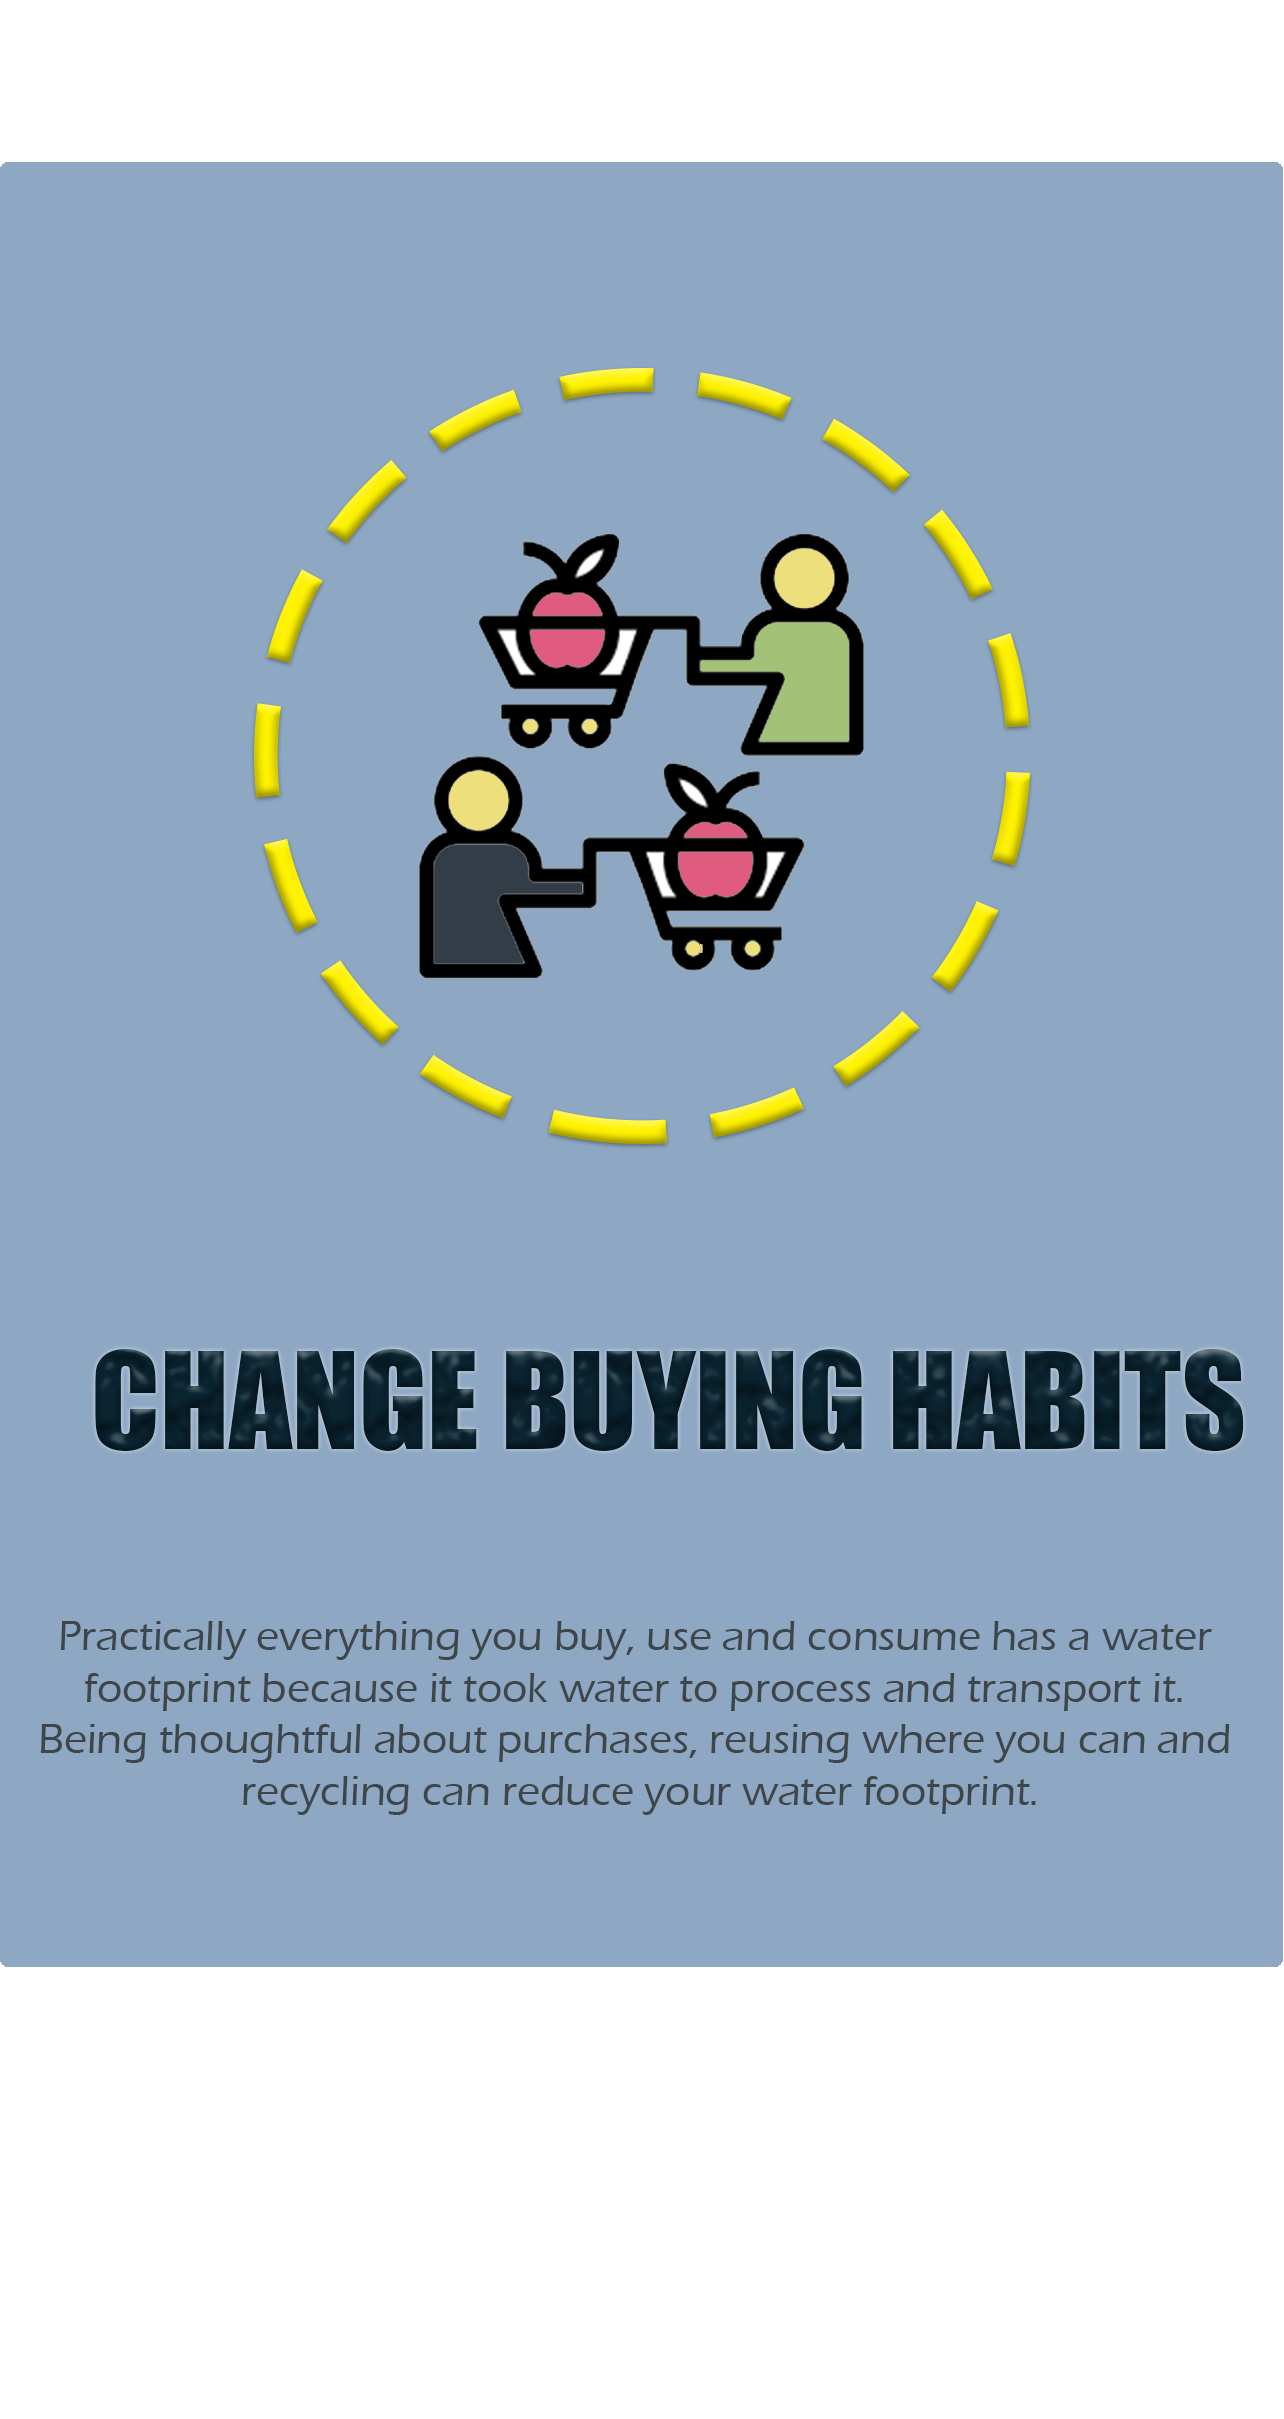 CHANGE BUYING HABITS
Practically everything you buy, use and consume has a water
footprint because it took water to process and transport it.
Being thoughtful about purchases, reusing where you can and
recycling can reduce your water footprint.